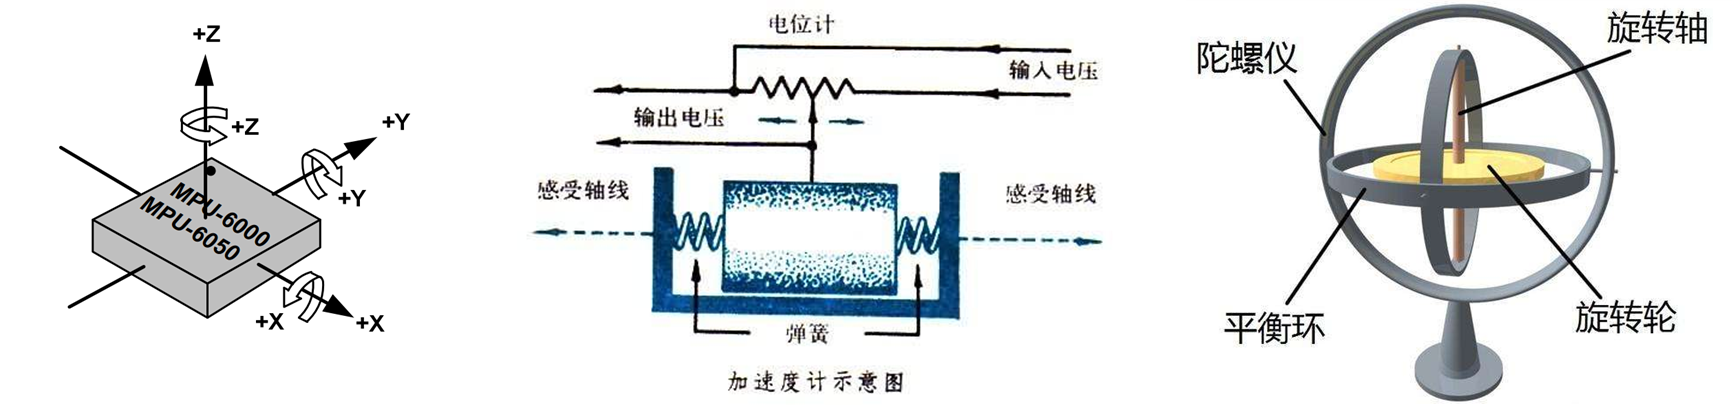 +Z
+Z
+Y
+Y
MPU-6000
MPU-6050
+X
+X
电位计
输入电压
输出电压
感受轴线
感受轴线
弹簧
加速度计示意图
陀螺仪
旋转轴
平衡环
旋转轮